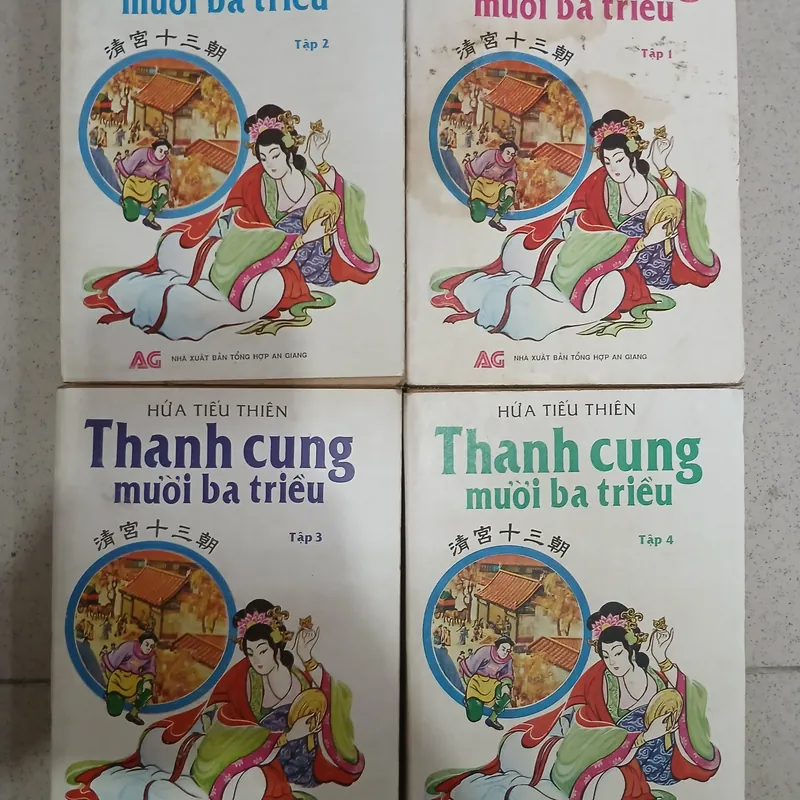 mười ba triều
Tập 2
清宮十三朝
AG NHÀ XUẤT BẢN TỔNG HỢP AN GIANG
mười ba triều
Tập 1
清宮十三朝
AG NHÀ XUẤT BẢN TỔNG HỢP AN GIANG
HỨA TIẾU THIÊN
Thanh cung
mười ba triều
Tập 3
清宮十三朝
HỨA TIẾU THIÊN
Thanh cung
mười ba triều
Tập 4
清宮十三朝